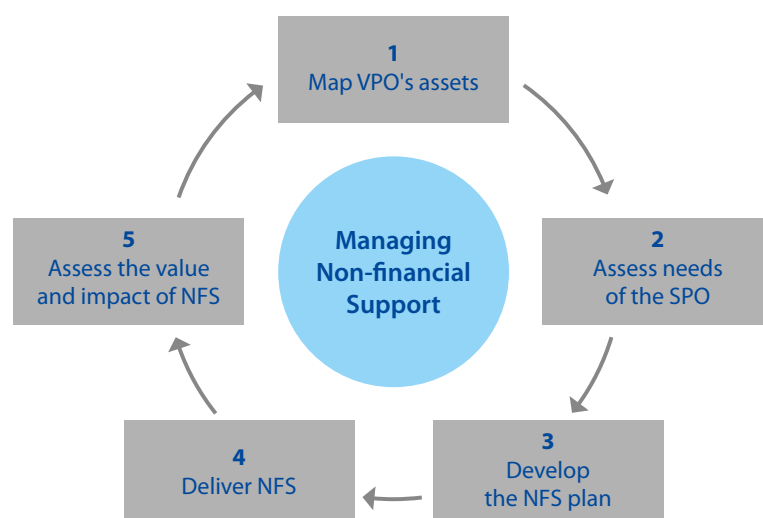 1
Map VPO's assets
2
Assess needs
of the SPO
3
Develop
the NFS plan
4
Deliver NFS
5
Assess the value
and impact of NFS
Managing
Non-financial
Support